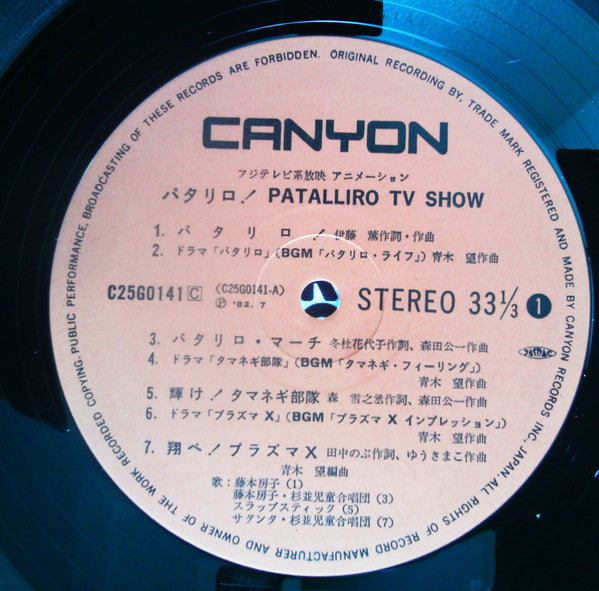 BROADCASTING OF THESE RECORDS ARE FORBIDDEN. ORIGINAL RECORDING BY, TRADE MARK REGISTERED AND MADE BY CANYON RECORDS INC, JAPAN. ALL RIGHTS OF RECORD MANUFACTURER AND OWNER OF THE WORK RECORDED COPYING, PUBLIC PERFORMANCE,
CANYON
フジテレビ系放映 アニメーション
パタリロ! PATALLIRO TV SHOW
1. パタリロ! 伊藤 薫作詞・作曲
2. ドラマ「パタリロ」(BGM「パタリロ・ライフ」) 青木 望作曲
C25G0141 C (C25G0141-A) STEREO 33 1/3 1
Ⓟ '82. 7
JASRAC
3. パタリロ・マーチ 冬杜花代子作詞、森田公一作曲
4. ドラマ「タマネギ部隊」(BGM「タマネギ・フィーリング」)
青木 望作曲
5. 輝け! タマネギ部隊 森 雪之丞作詞、森田公一作曲
6. ドラマ「プラズマ X」(BGM「プラズマ X インプレッション」)
青木 望作曲
7. 翔べ! プラズマX 田中のぶ作詞、ゆうきまこ作曲
青木 望編曲
歌:藤本房子(1)
藤本房子・杉並児童合唱団(3)
スラップスティック(5)
サタンタ・杉並児童合唱団(7)